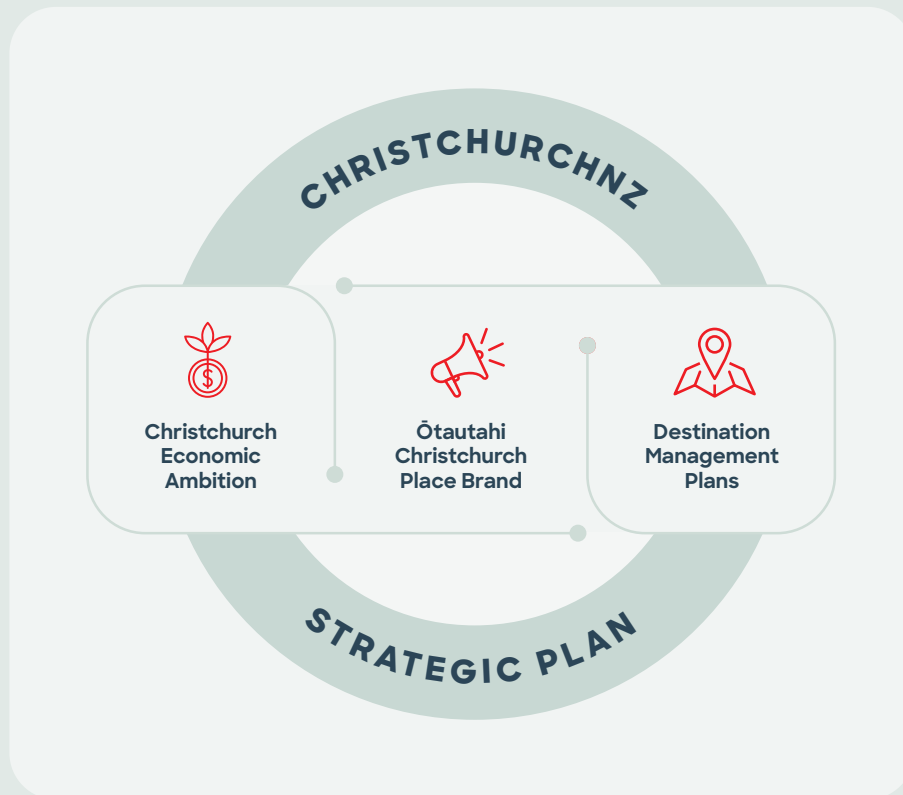 CHRISTCHURCHNZ
Christchurch
Economic
Ambition
Ōtautahi
Christchurch
Place Brand
Destination
Management
Plans
STRATEGIC PLAN